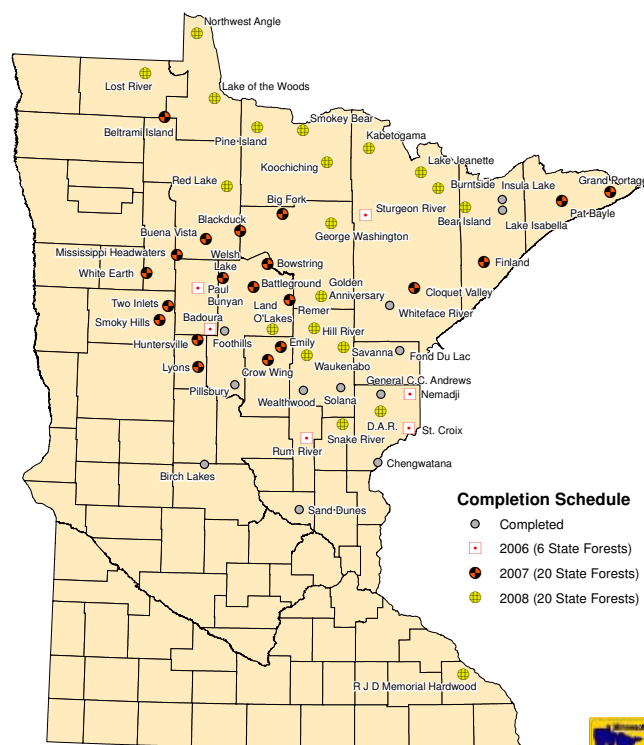 Northwest Angle
Lost River
Lake of the Woods
Beltrami Island
Smokey Bear
Pine Island
Kabetogama
Koochiching
Lake Jeanette
Red Lake
Burntside
Insula Lake
Grand Portage
Big Fork
Sturgeon River
Blackduck
Bear Island
Pat Bayle
Lake Isabella
George Washington
Buena Vista
Mississippi Headwaters
Welsh
Lake
Bowstring
Finland
White Earth
Paul
Bunyan
Battleground
Golden
Anniversary
Cloquet Valley
Two Inlets
Land
O'Lakes
Remer
Whiteface River
Smoky Hills
Badoura
Foothills
Hill River
Huntersville
Emily
Savanna
Fond Du Lac
Lyons
Crow Wing
Waukenabo
Pillsbury
Wealthwood
Solana
General C.C. Andrews
Nemadji
D.A.R.
St. Croix
Snake River
Rum River
Birch Lakes
Chengwatana
Sand Dunes
Completion Schedule
Completed
2006 (6 State Forests)
2007 (20 State Forests)
2008 (20 State Forests)
R J D Memorial Hardwood